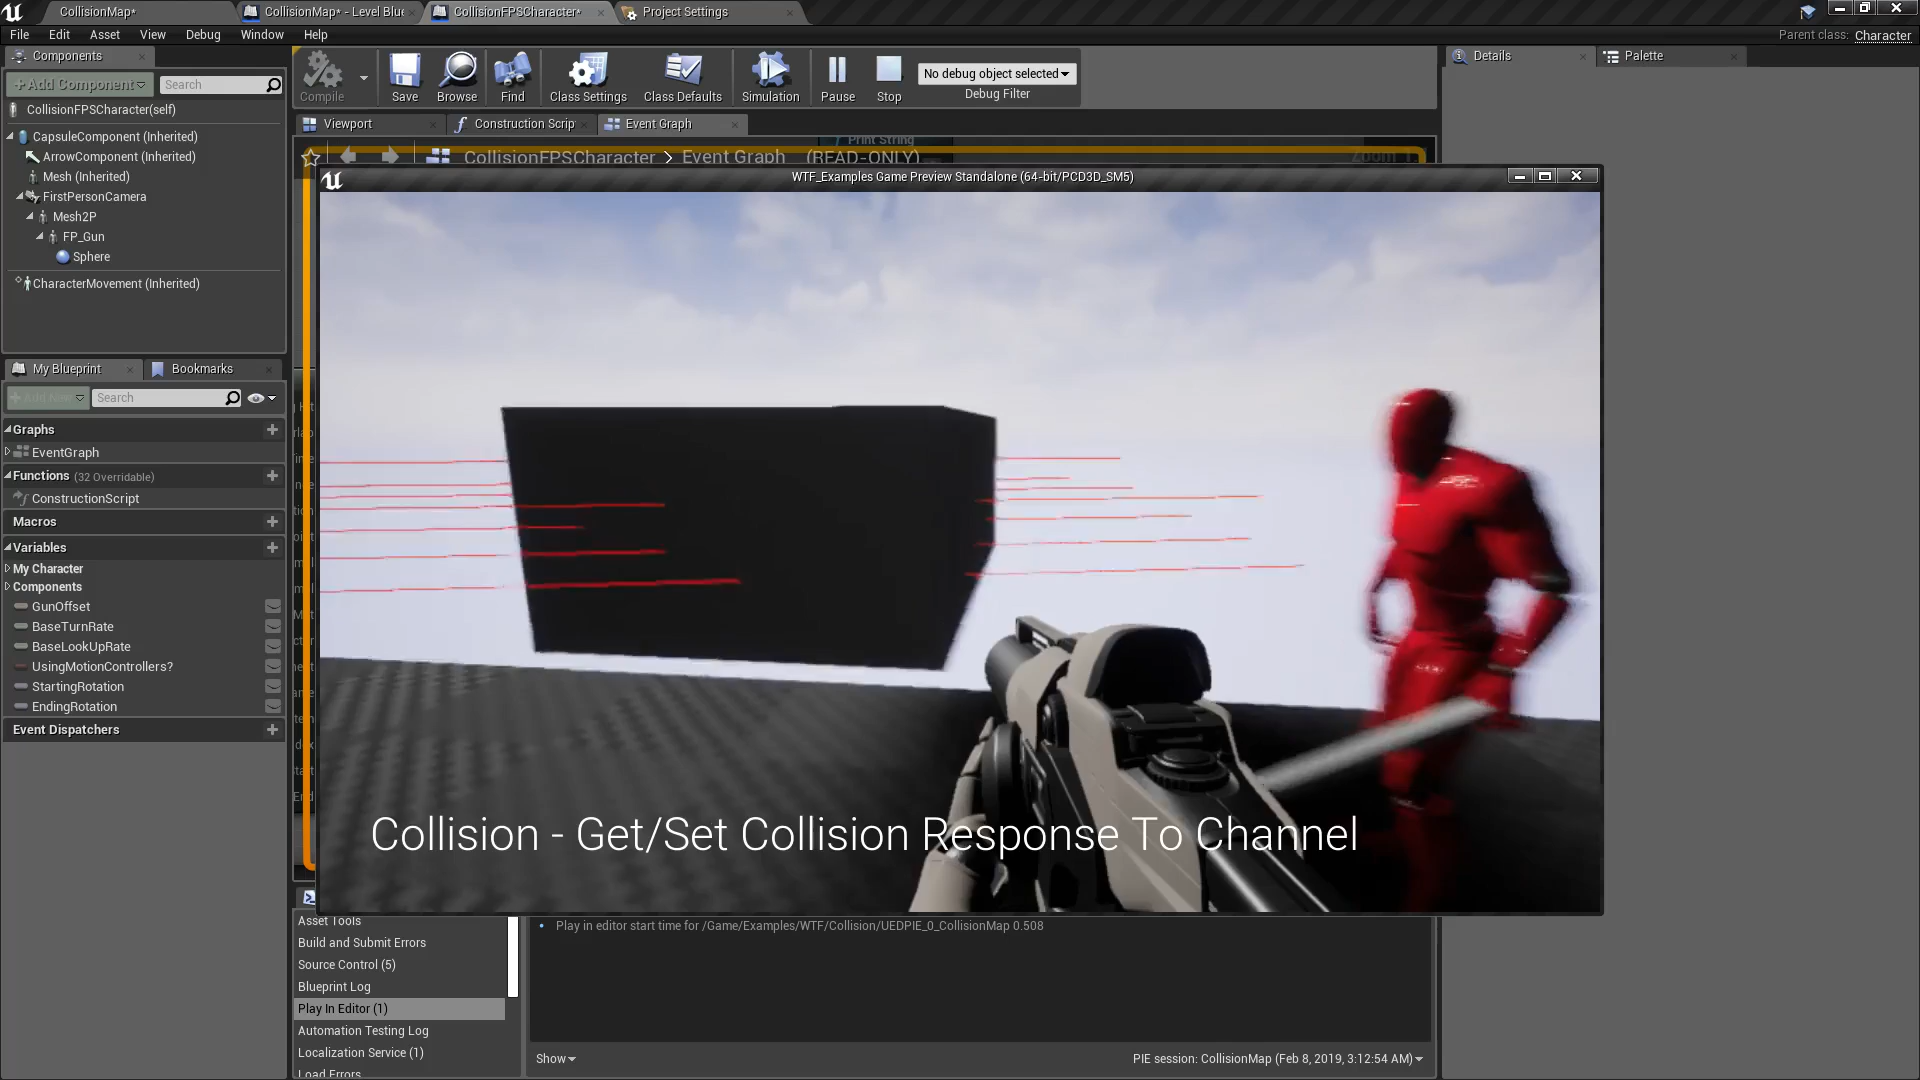 CollisionMap*
CollisionMap* - Level Blue
CollisionFPSCharacter*
Project Settings
File Edit Asset View Debug Window Help
Parent class: Character
Components
+Add Component
Search
CollisionFPSCharacter(self)
CapsuleComponent (Inherited)
ArrowComponent (Inherited)
Mesh (Inherited)
FirstPersonCamera
Mesh2P
FP_Gun
Sphere
CharacterMovement (Inherited)
Compile
Save
Browse
Find
Class Settings
Class Defaults
Simulation
Pause
Stop
No debug object selected
Debug Filter
Details
Palette
Viewport
Construction Scrip
Event Graph
Print String
CollisionFPSCharacter > Event Graph (READ-ONLY)
WTF_Examples Game Preview Standalone (64-bit/PCD3D_SM5)
My Blueprint
Bookmarks
+ Add New
Search
Graphs
EventGraph
Functions (32 Overridable)
ConstructionScript
Macros
Variables
My Character
Components
GunOffset
BaseTurnRate
BaseLookUpRate
UsingMotionControllers?
StartingRotation
EndingRotation
Event Dispatchers
Collision - Get/Set Collision Response To Channel
Asset Tools
Build and Submit Errors
Source Control (5)
Blueprint Log
Play In Editor (1)
Automation Testing Log
Localization Service (1)
Load Errors
Play in editor start time for /Game/Examples/WTF/Collision/UEDPIE_0_CollisionMap 0.508
Show
PIE session: CollisionMap (Feb 8, 2019, 3:12:54 AM)